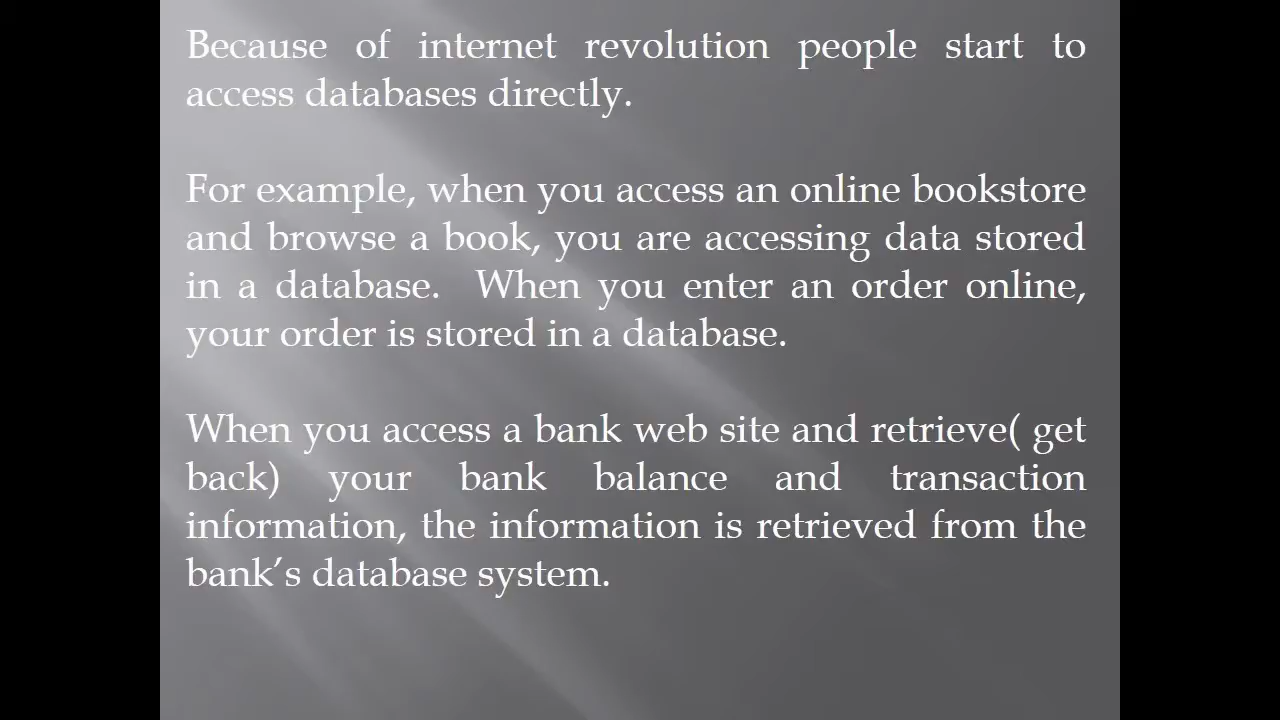 Because of internet revolution people start to
access databases directly.
For example, when you access an online bookstore
and browse a book, you are accessing data stored
in a database.  When you enter an order online,
your order is stored in a database.
When you access a bank web site and retrieve( get
back) your bank balance and transaction
information, the information is retrieved from the
bank’s database system.